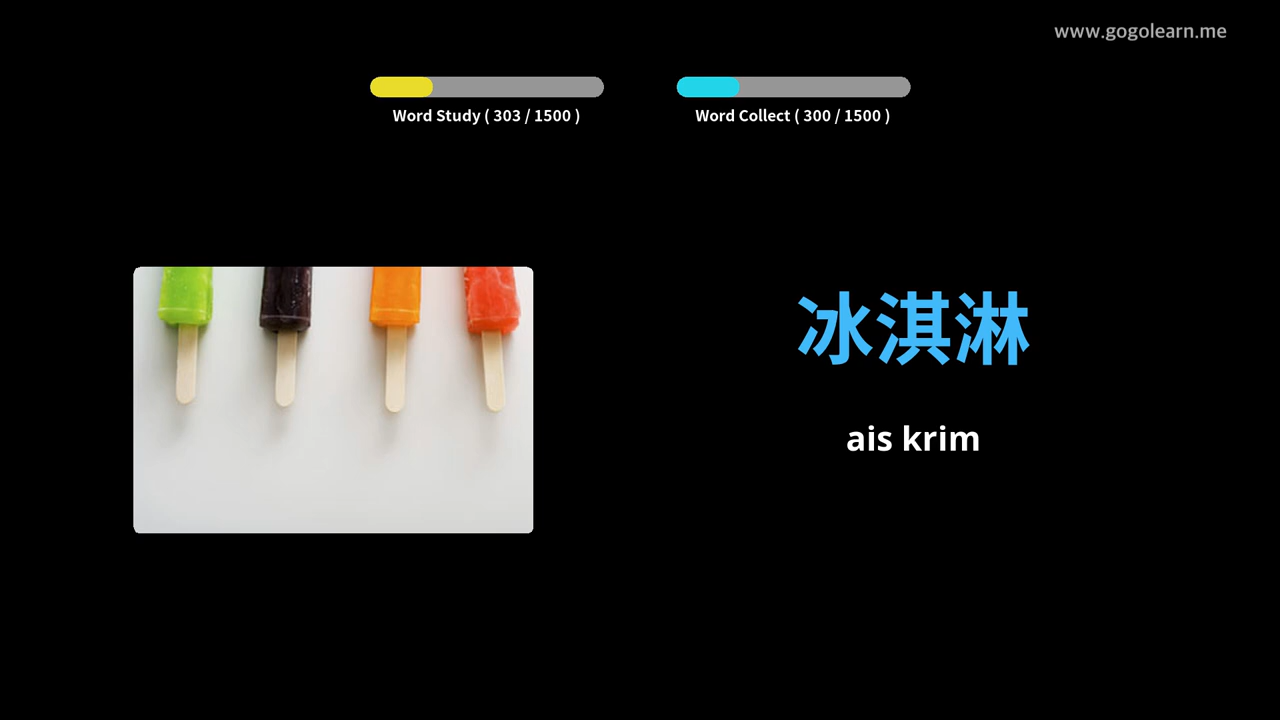 www.gogolearn.me
Word Study ( 303 / 1500 )
Word Collect ( 300 / 1500 )
冰淇淋
ais krim